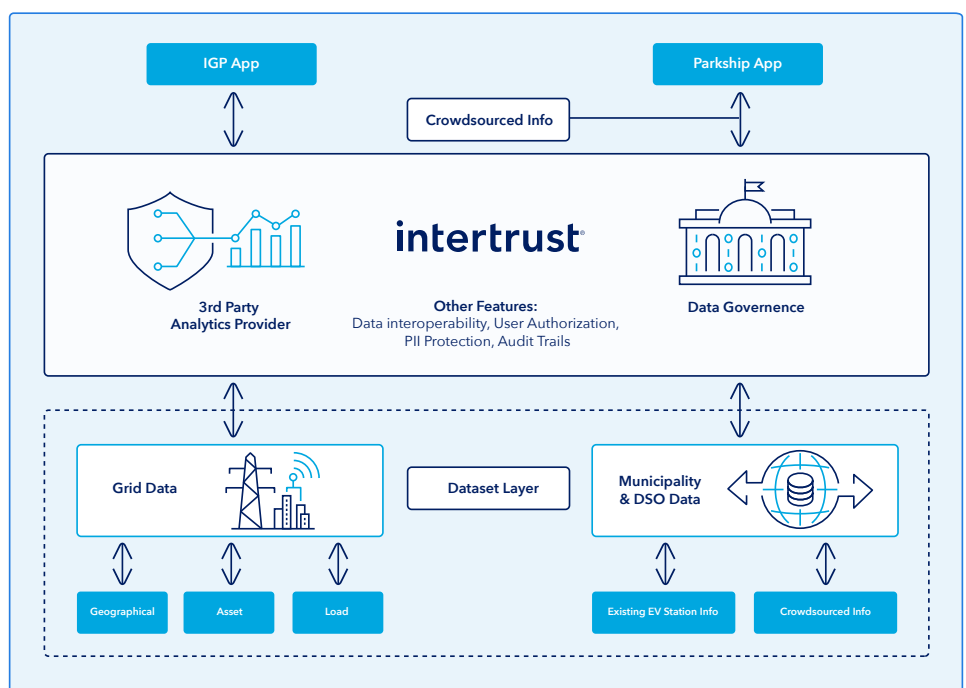 IGP App
Parkship App
Crowdsourced Info
intertrust®
3rd Party
Analytics Provider
Other Features:
Data interoperability, User Authorization,
PII Protection, Audit Trails
Data Governence
Grid Data
Dataset Layer
Municipality
& DSO Data
Geographical
Asset
Load
Existing EV Station Info
Crowdsourced Info